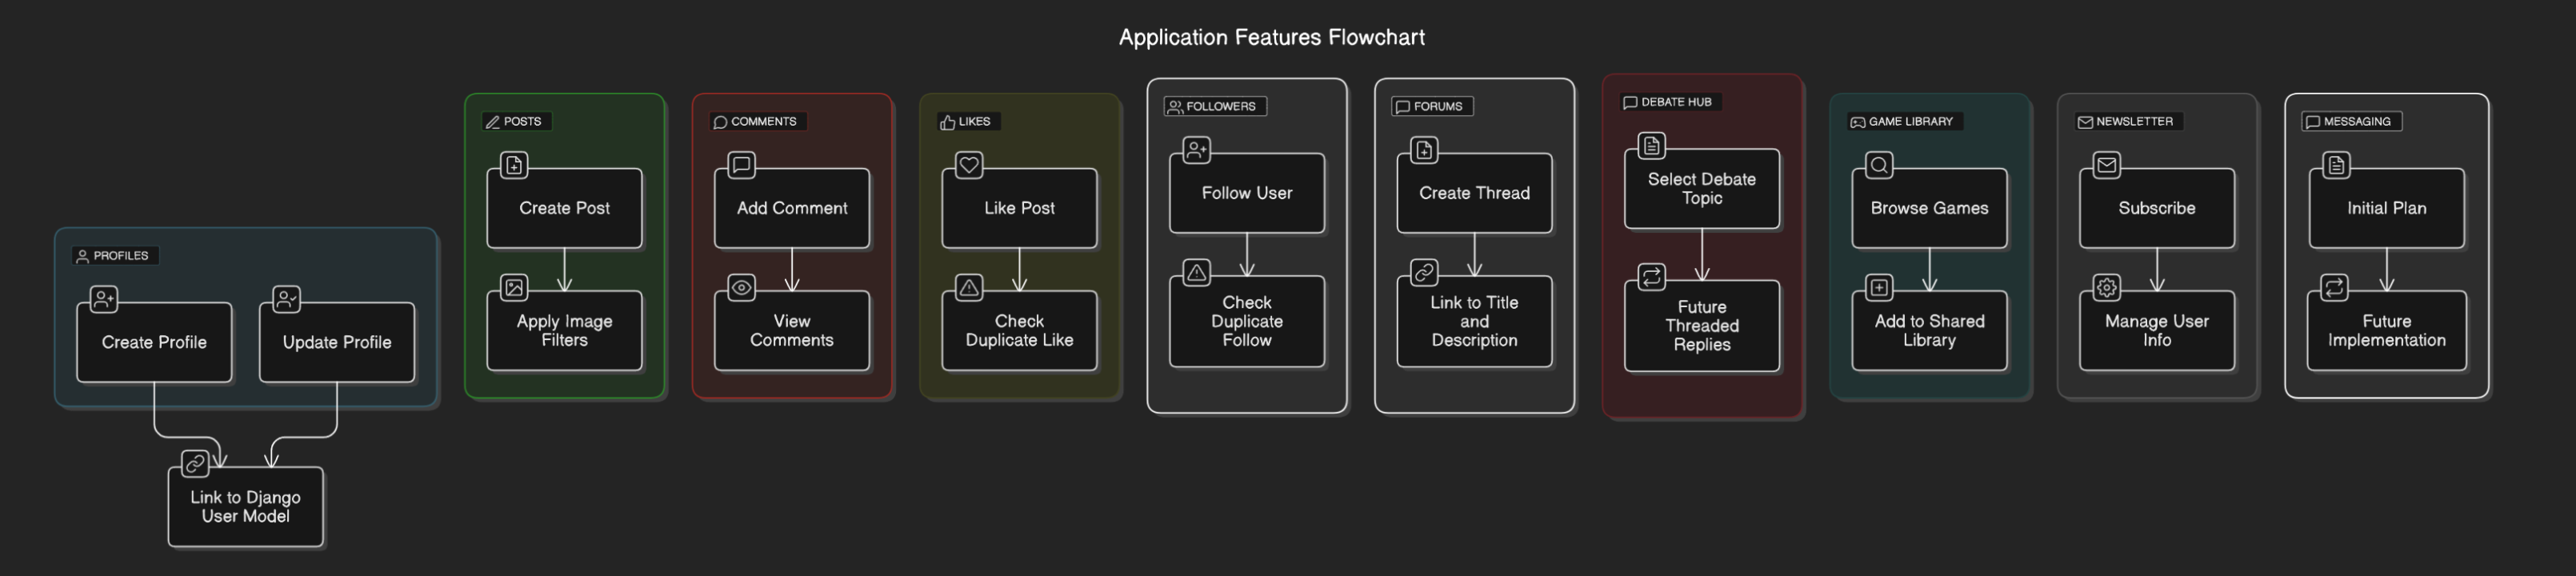 Application Features Flowchart
PROFILES
Create Profile
Update Profile
Link to Django
User Model
POSTS
Create Post
Apply Image
Filters
COMMENTS
Add Comment
View
Comments
LIKES
Like Post
Check
Duplicate Like
FOLLOWERS
Follow User
Check
Duplicate
Follow
FORUMS
Create Thread
Link to Title
and
Description
DEBATE HUB
Select Debate
Topic
Future
Threaded
Replies
GAME LIBRARY
Browse Games
Add to Shared
Library
NEWSLETTER
Subscribe
Manage User
Info
MESSAGING
Initial Plan
Future
Implementation